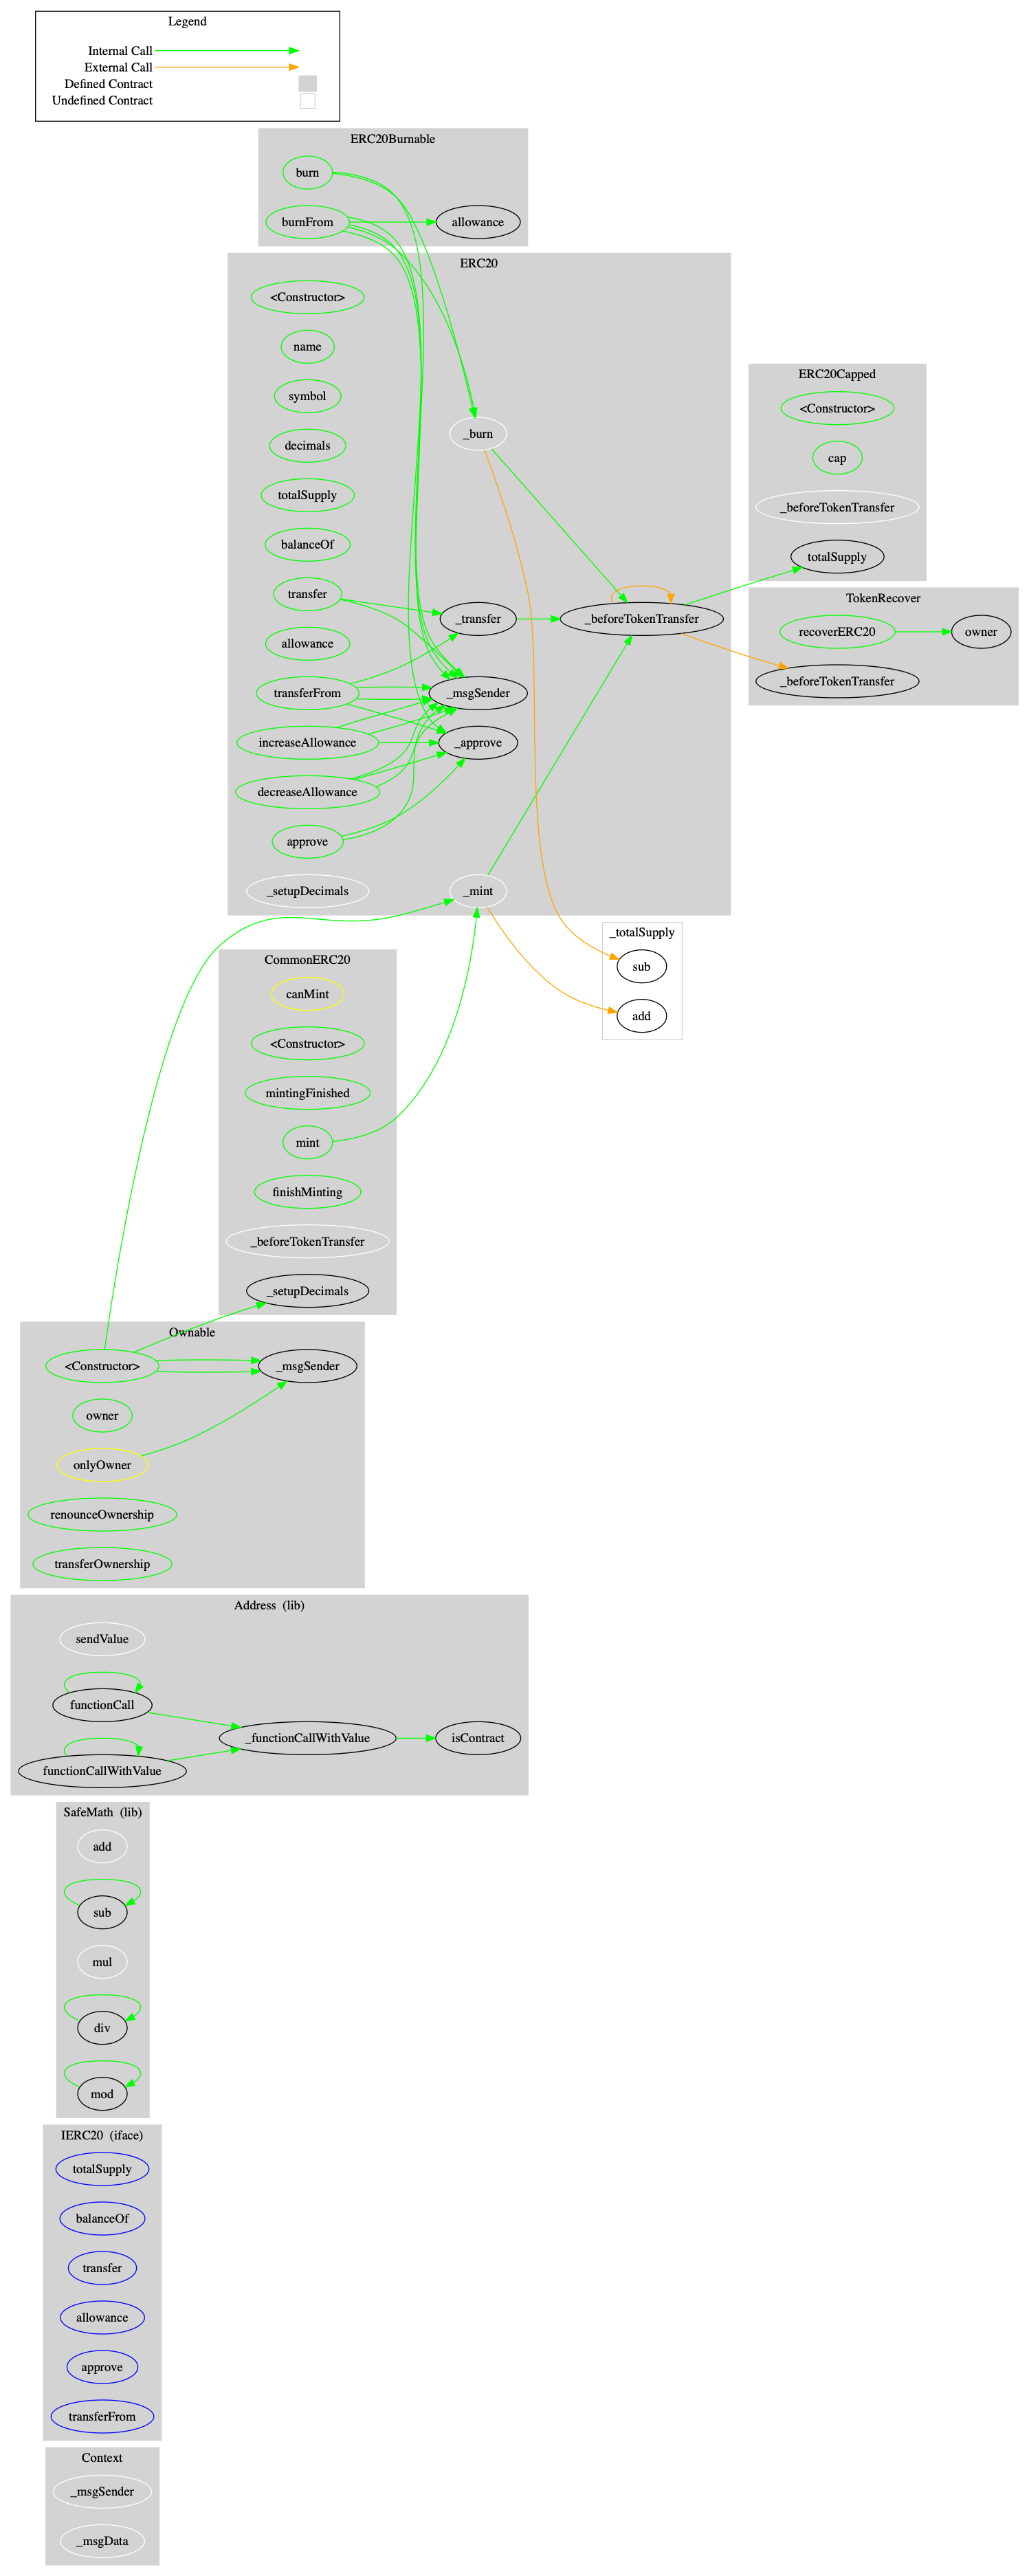 Legend
Internal Call
External Call
Defined Contract
Undefined Contract
ERC20Burnable
burn
burnFrom
allowance
ERC20
<Constructor>
name
symbol
decimals
totalSupply
balanceOf
transfer
allowance
transferFrom
increaseAllowance
decreaseAllowance
approve
_setupDecimals
_burn
_transfer
_msgSender
_approve
_mint
_beforeTokenTransfer
ERC20Capped
<Constructor>
cap
_beforeTokenTransfer
totalSupply
TokenRecover
recoverERC20
owner
_beforeTokenTransfer
_totalSupply
sub
add
CommonERC20
canMint
<Constructor>
mintingFinished
mint
finishMinting
_beforeTokenTransfer
_setupDecimals
Ownable
<Constructor>
_msgSender
owner
onlyOwner
renounceOwnership
transferOwnership
Address (lib)
sendValue
functionCall
functionCallWithValue
_functionCallWithValue
isContract
SafeMath (lib)
add
sub
mul
div
mod
IERC20 (iface)
totalSupply
balanceOf
transfer
allowance
approve
transferFrom
Context
_msgSender
_msgData